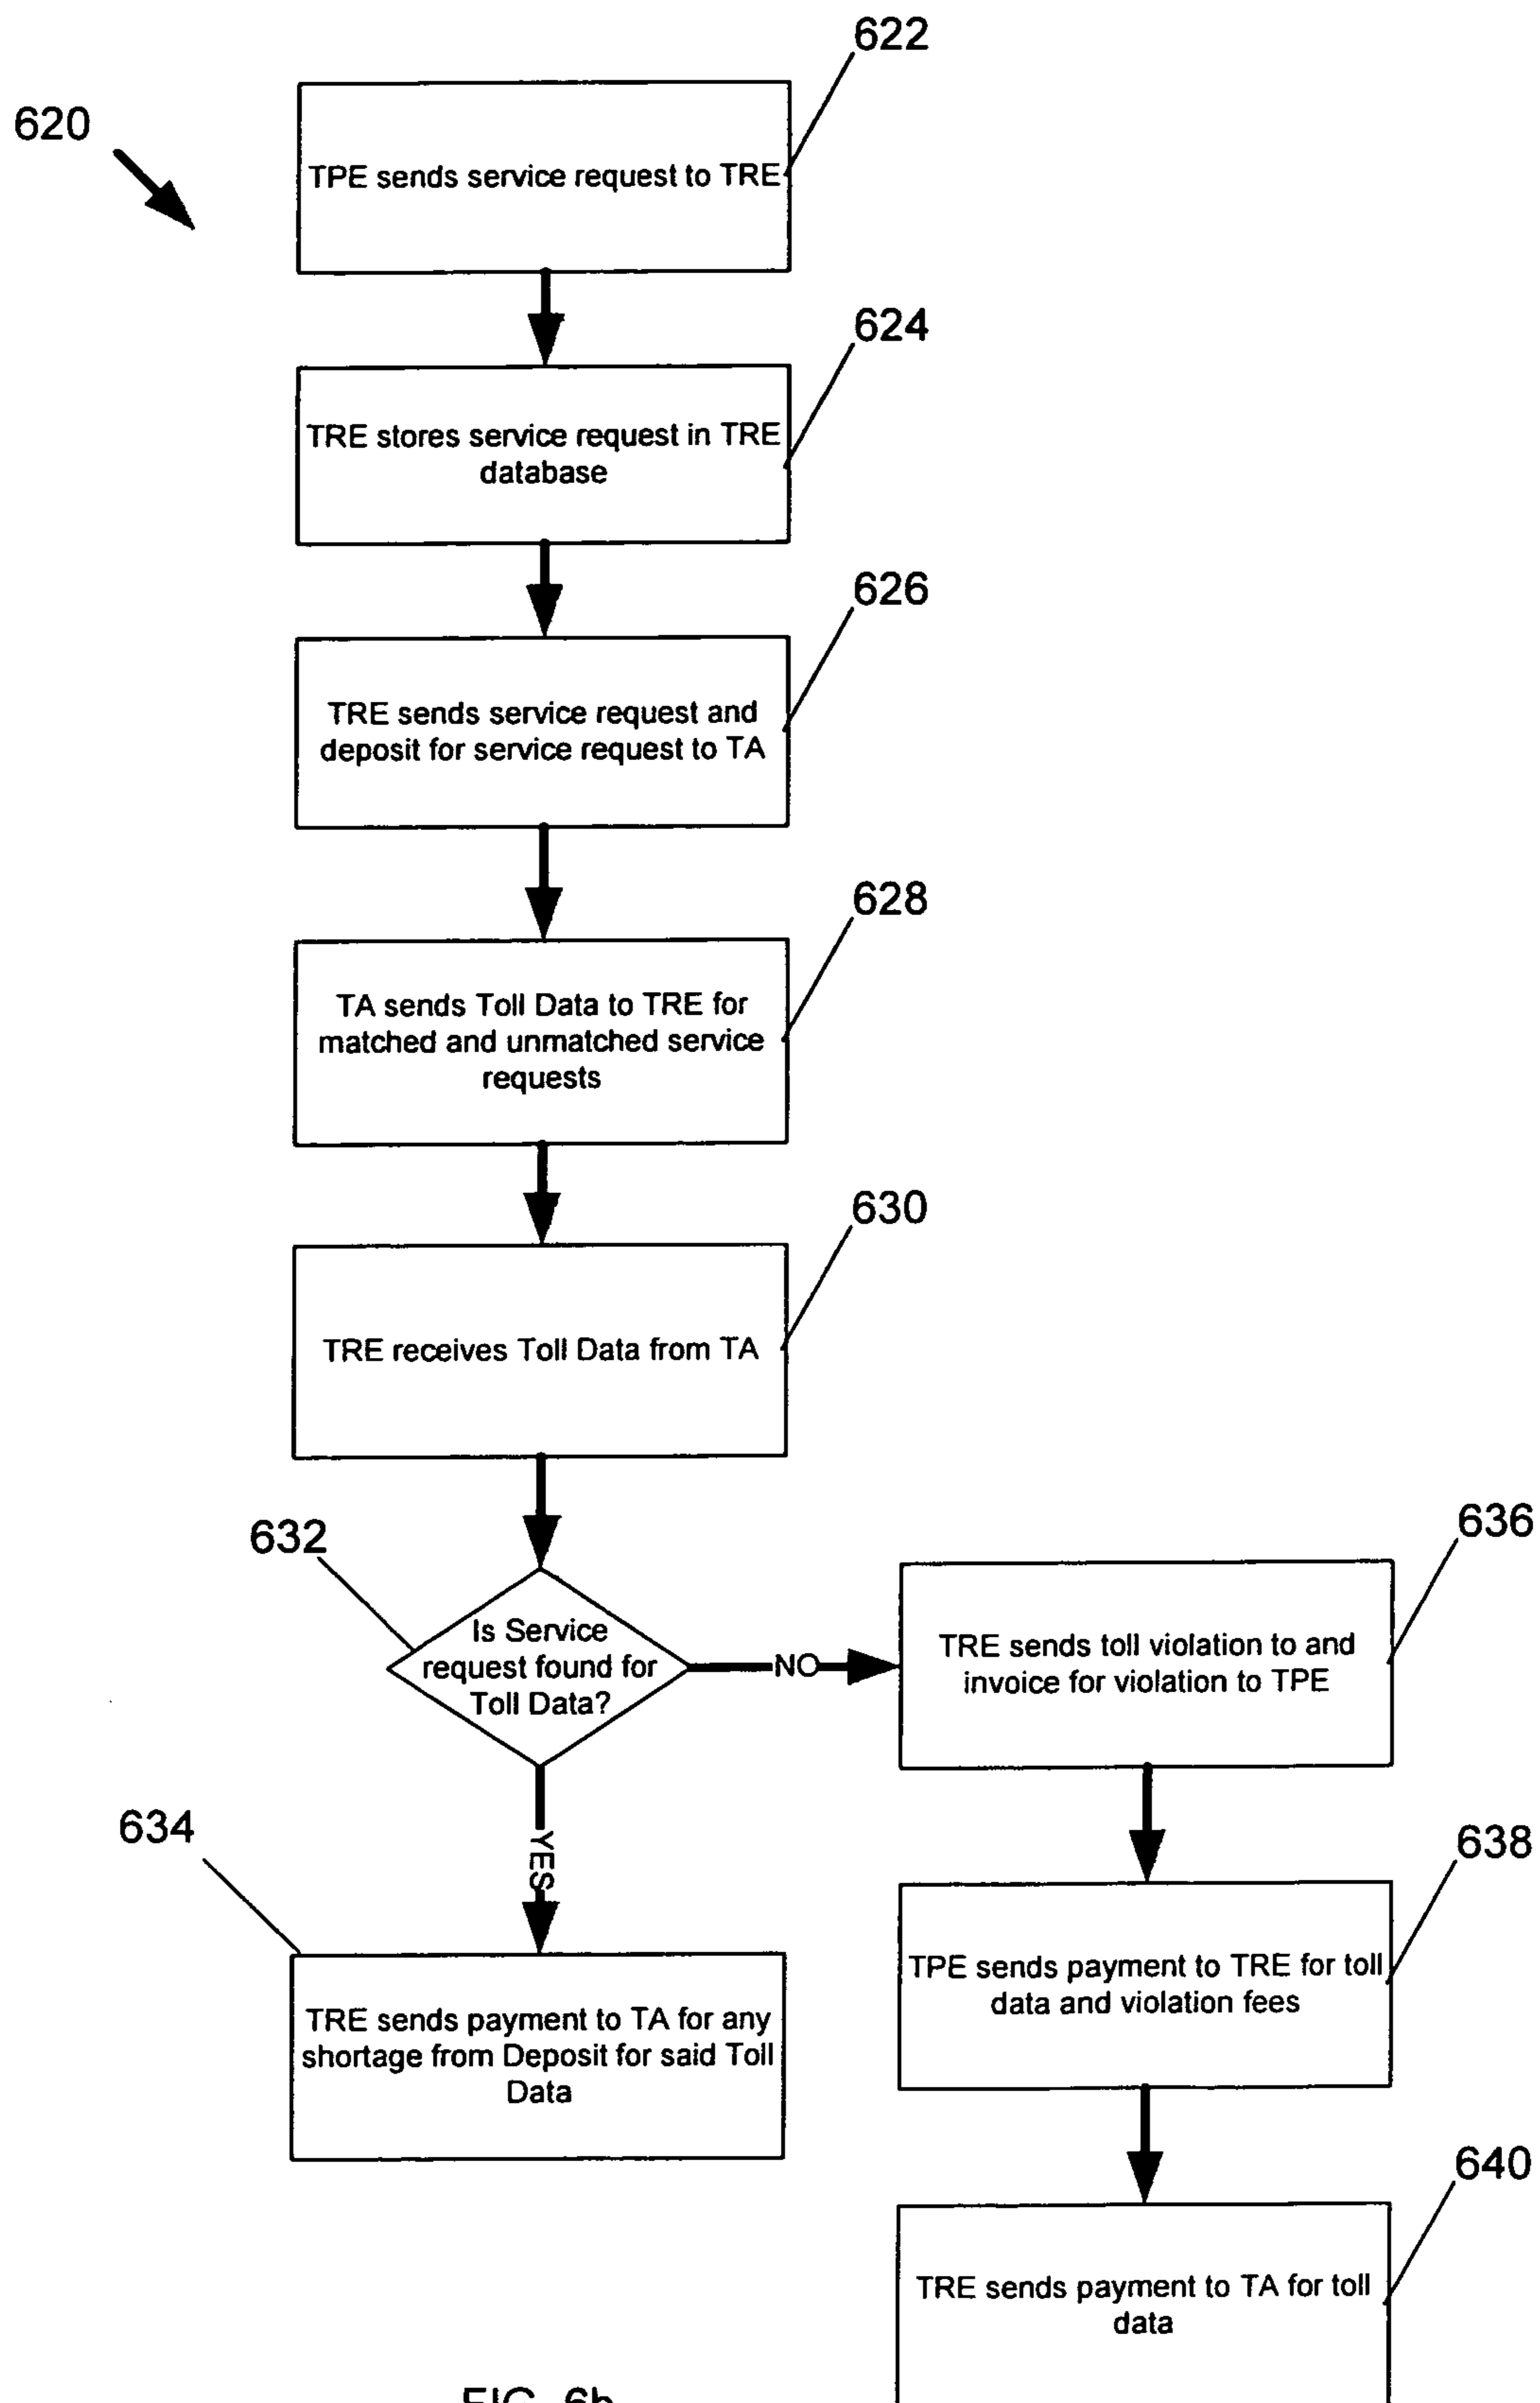 622
620
TPE sends service request to TRE
624
TRE stores service request in TRE
database
626
TRE sends service request and
deposit for service request to TA
628
TA sends Toll Data to TRE for
matched and unmatched service
requests
630
TRE receives Toll Data from TA
632
Is Service
request found for
Toll Data?
NO
636
TRE sends toll violation to and
invoice for violation to TPE
YES
634
TRE sends payment to TA for any
shortage from Deposit for said Toll
Data
638
TPE sends payment to TRE for toll
data and violation fees
640
TRE sends payment to TA for toll
data
FIG. 6b